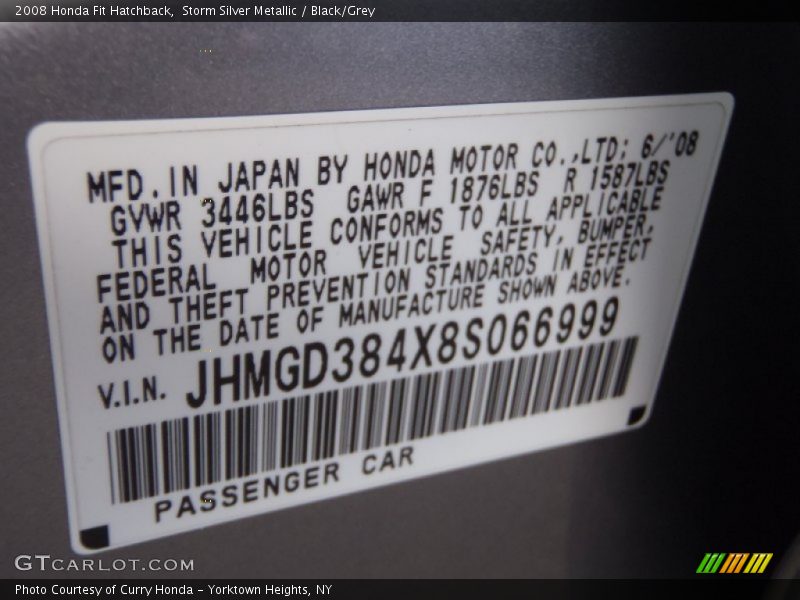 2008 Honda Fit Hatchback,  Storm Silver Metallic / Black/Grey
MFD. IN JAPAN BY HONDA MOTOR CO.,LTD; 6/'08
GVWR 3446LBS GAWR F 1876LBS R 1587LBS
THIS VEHICLE CONFORMS TO ALL APPLICABLE
FEDERAL MOTOR VEHICLE SAFETY, BUMPER,
AND THEFT PREVENTION STANDARDS IN EFFECT
ON THE DATE OF MANUFACTURE SHOWN ABOVE.
V.I.N. JHMGD384X8S066999
PASSENGER CAR
GTCARLOT.COM
Photo Courtesy of Curry Honda - Yorktown Heights, NY